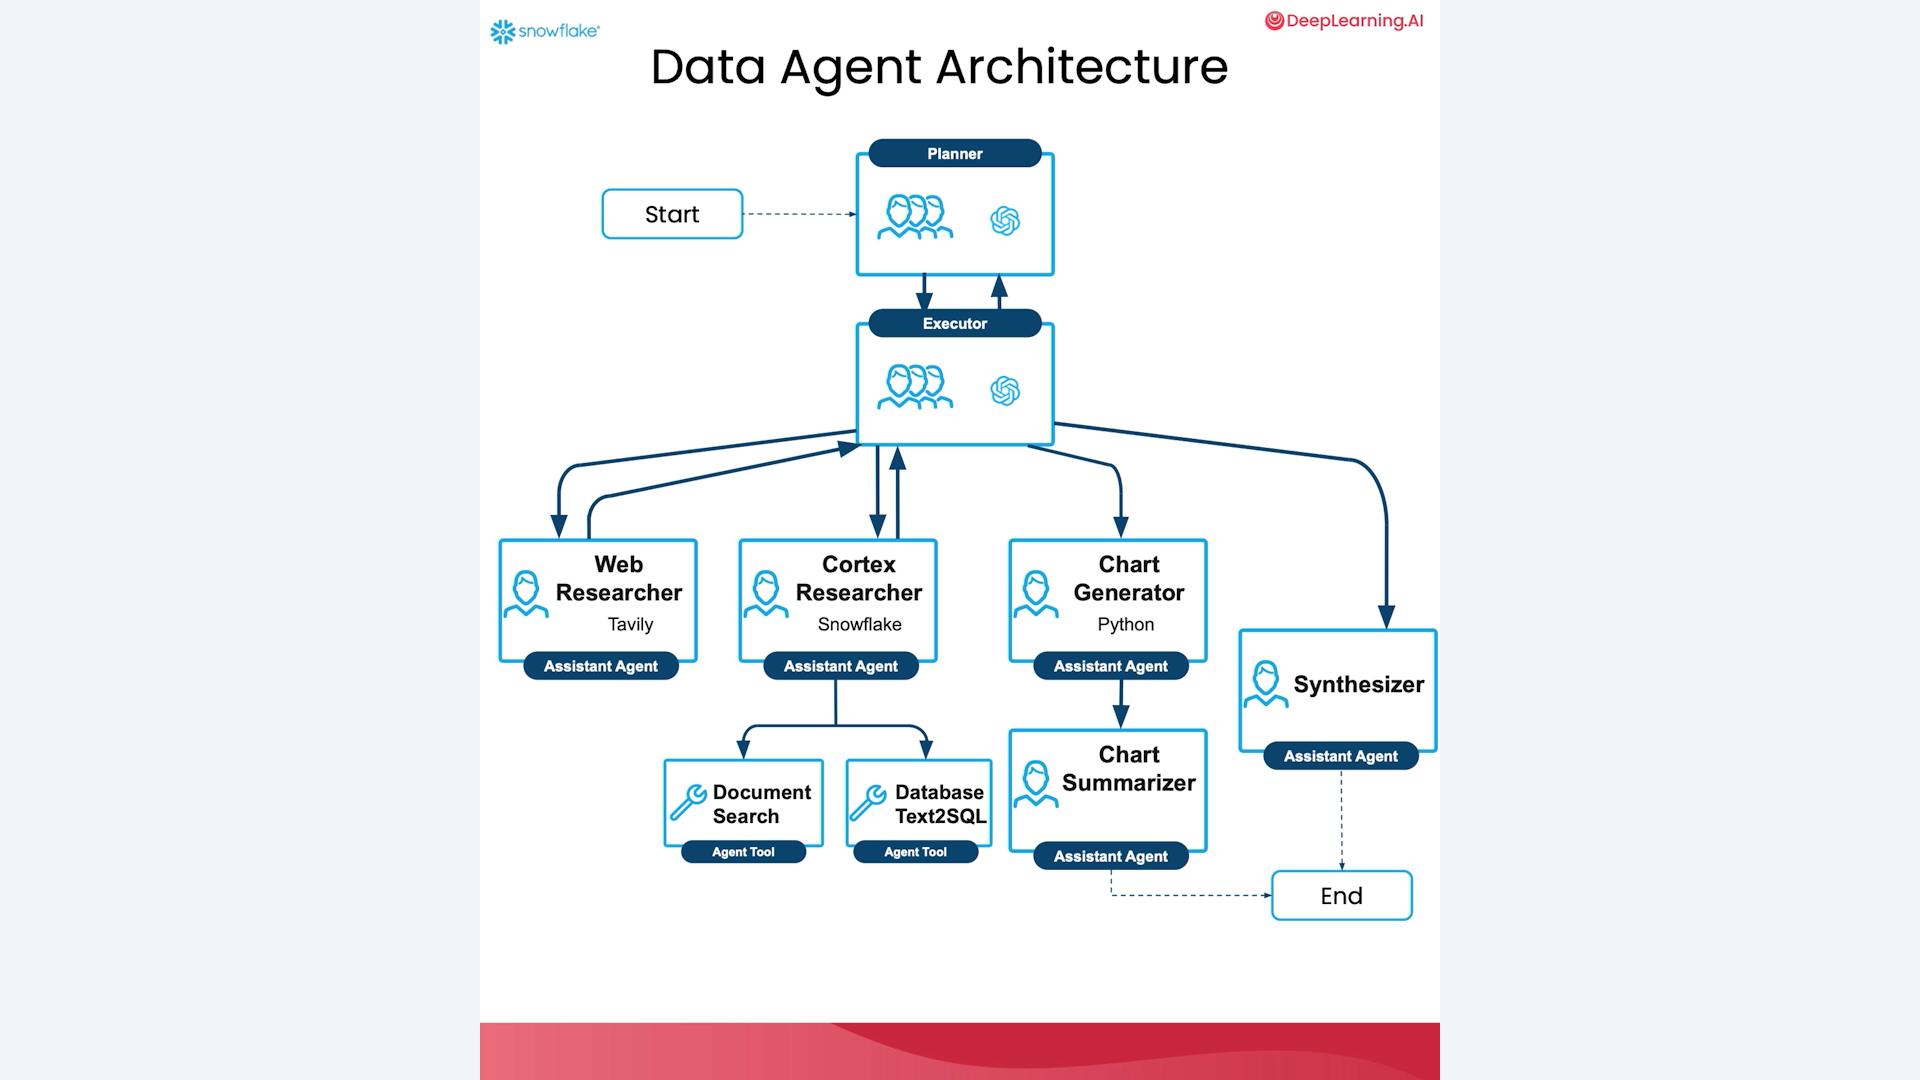 snowflake®
DeepLearning.AI
Data Agent Architecture
Planner
Start
Executor
Web
Researcher
Tavily
Assistant Agent
Cortex
Researcher
Snowflake
Assistant Agent
Chart
Generator
Python
Assistant Agent
Synthesizer
Assistant Agent
Document
Search
Agent Tool
Database
Text2SQL
Agent Tool
Chart
Summarizer
Assistant Agent
End